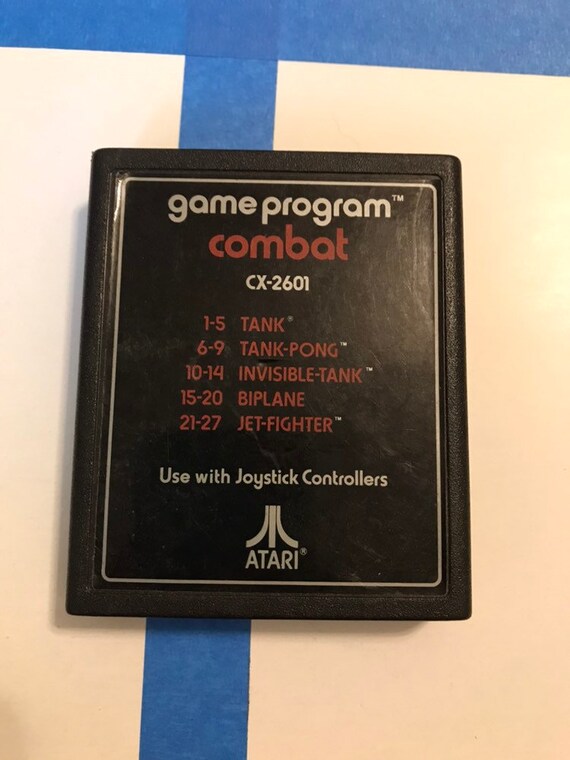 game program™
combat
CX-2601
1-5 TANK®
6-9 TANK-PONG™
10-14 INVISIBLE-TANK™
15-20 BIPLANE
21-27 JET-FIGHTER™
Use with Joystick Controllers
ATARI®